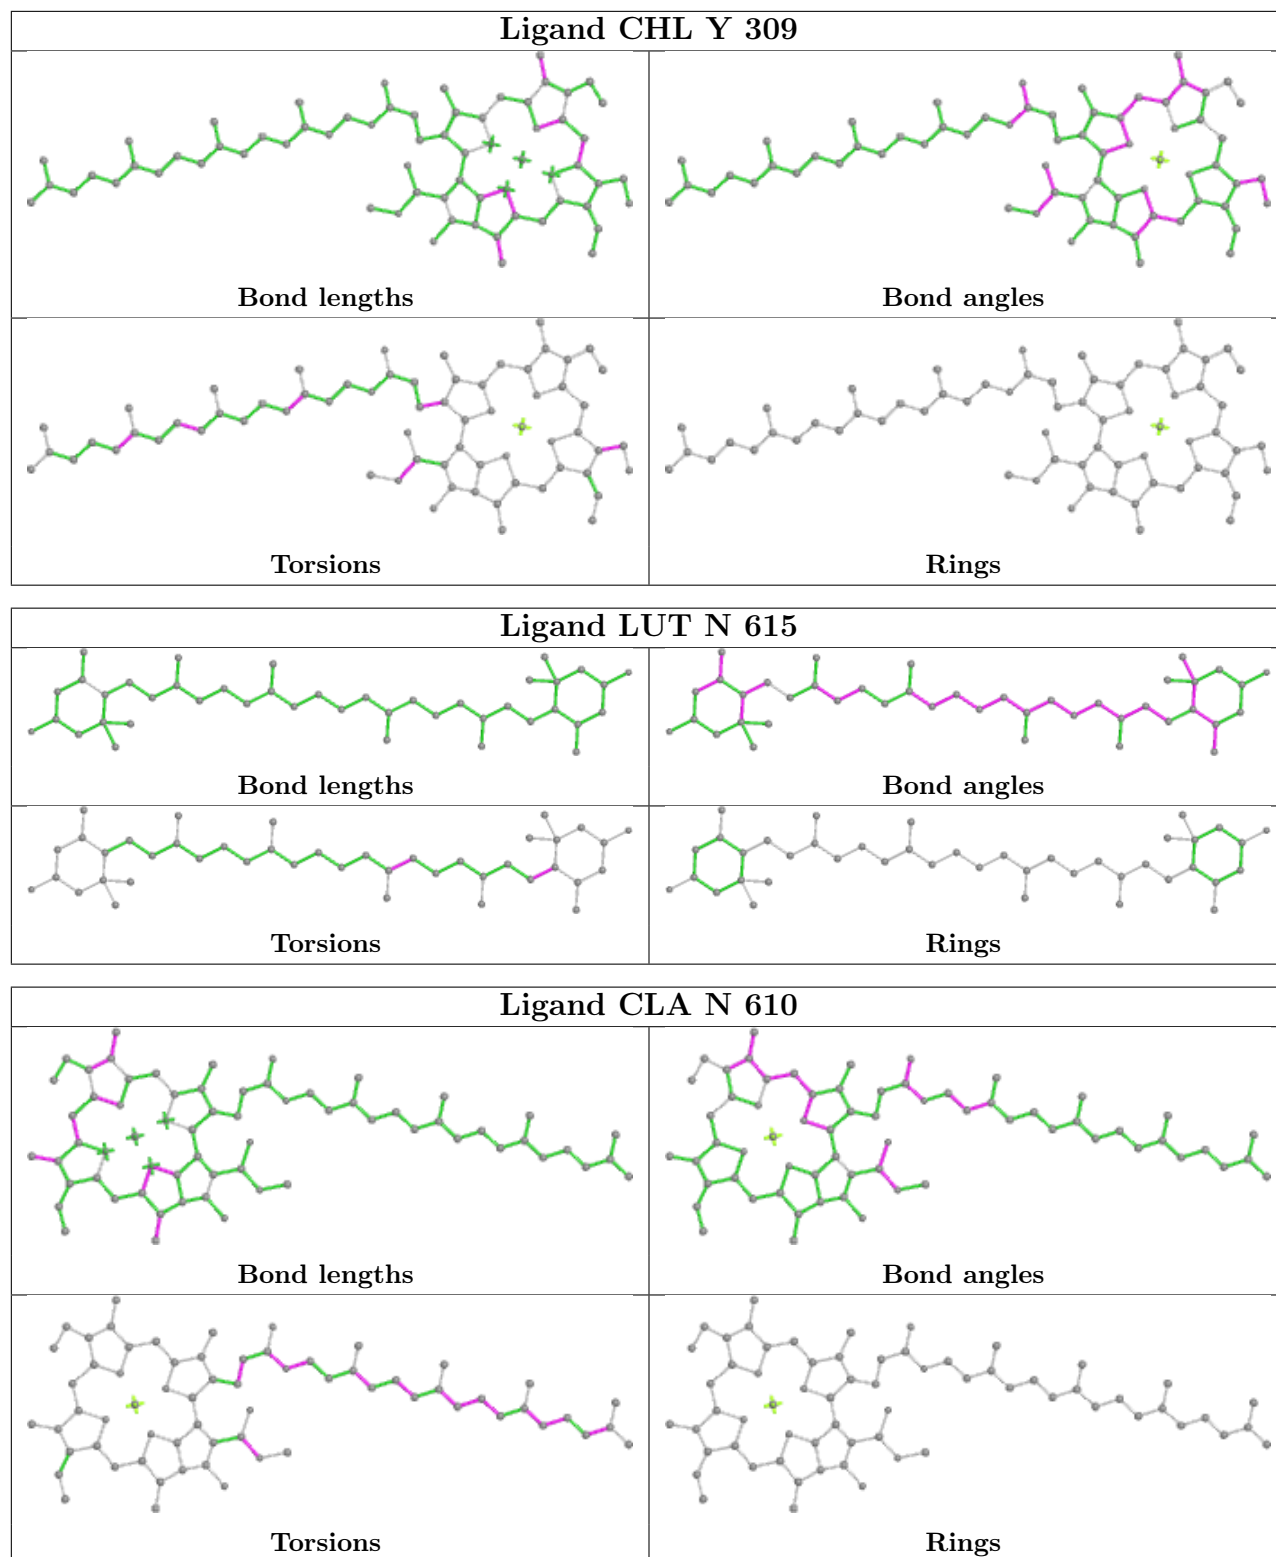 Ligand CHL Y 309
Bond lengths
Bond angles
Torsions
Rings
Ligand LUT N 615
Bond lengths
Bond angles
Torsions
Rings
Ligand CLA N 610
Bond lengths
Bond angles
Torsions
Rings